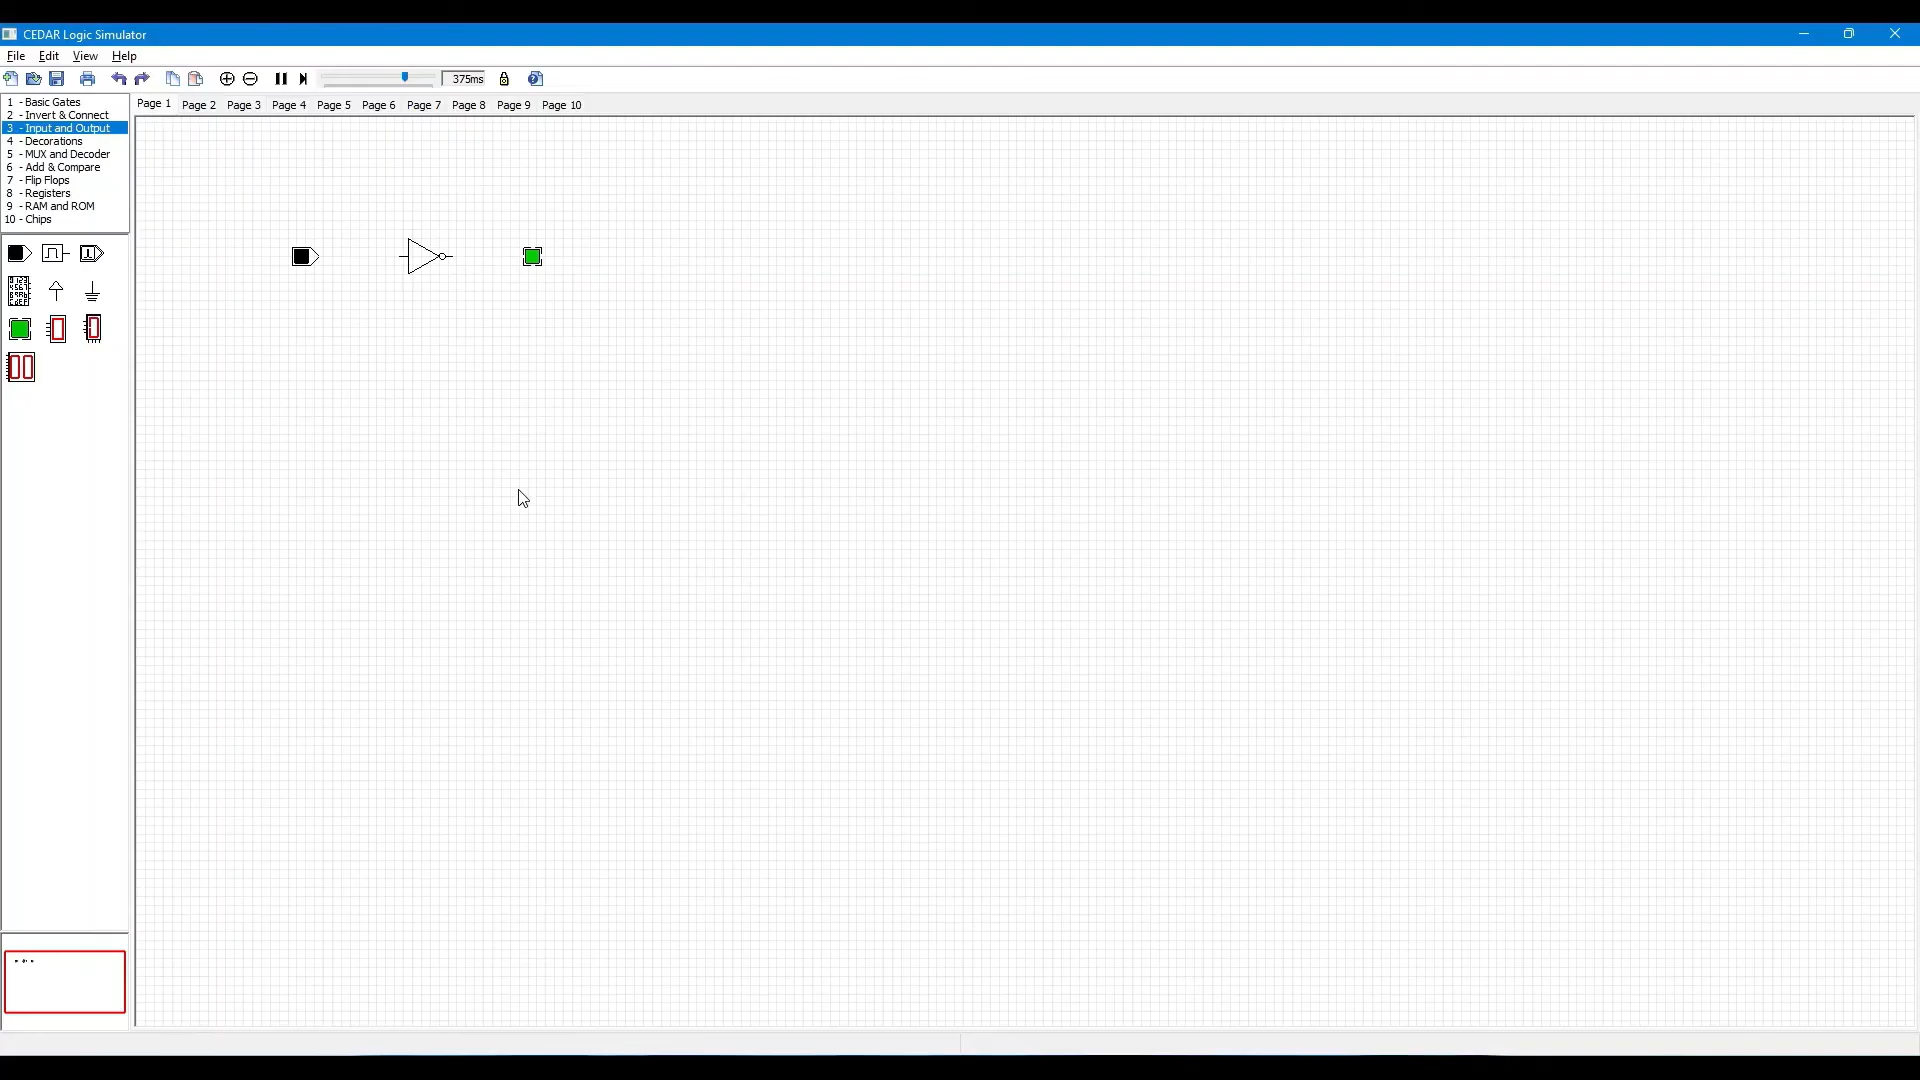 CEDAR Logic Simulator
File Edit View Help
375ms
1 - Basic Gates
2 - Invert & Connect
3 - Input and Output
4 - Decorations
5 - MUX and Decoder
6 - Add & Compare
7 - Flip Flops
8 - Registers
9 - RAM and ROM
10 - Chips
Page 1 Page 2 Page 3 Page 4 Page 5 Page 6 Page 7 Page 8 Page 9 Page 10